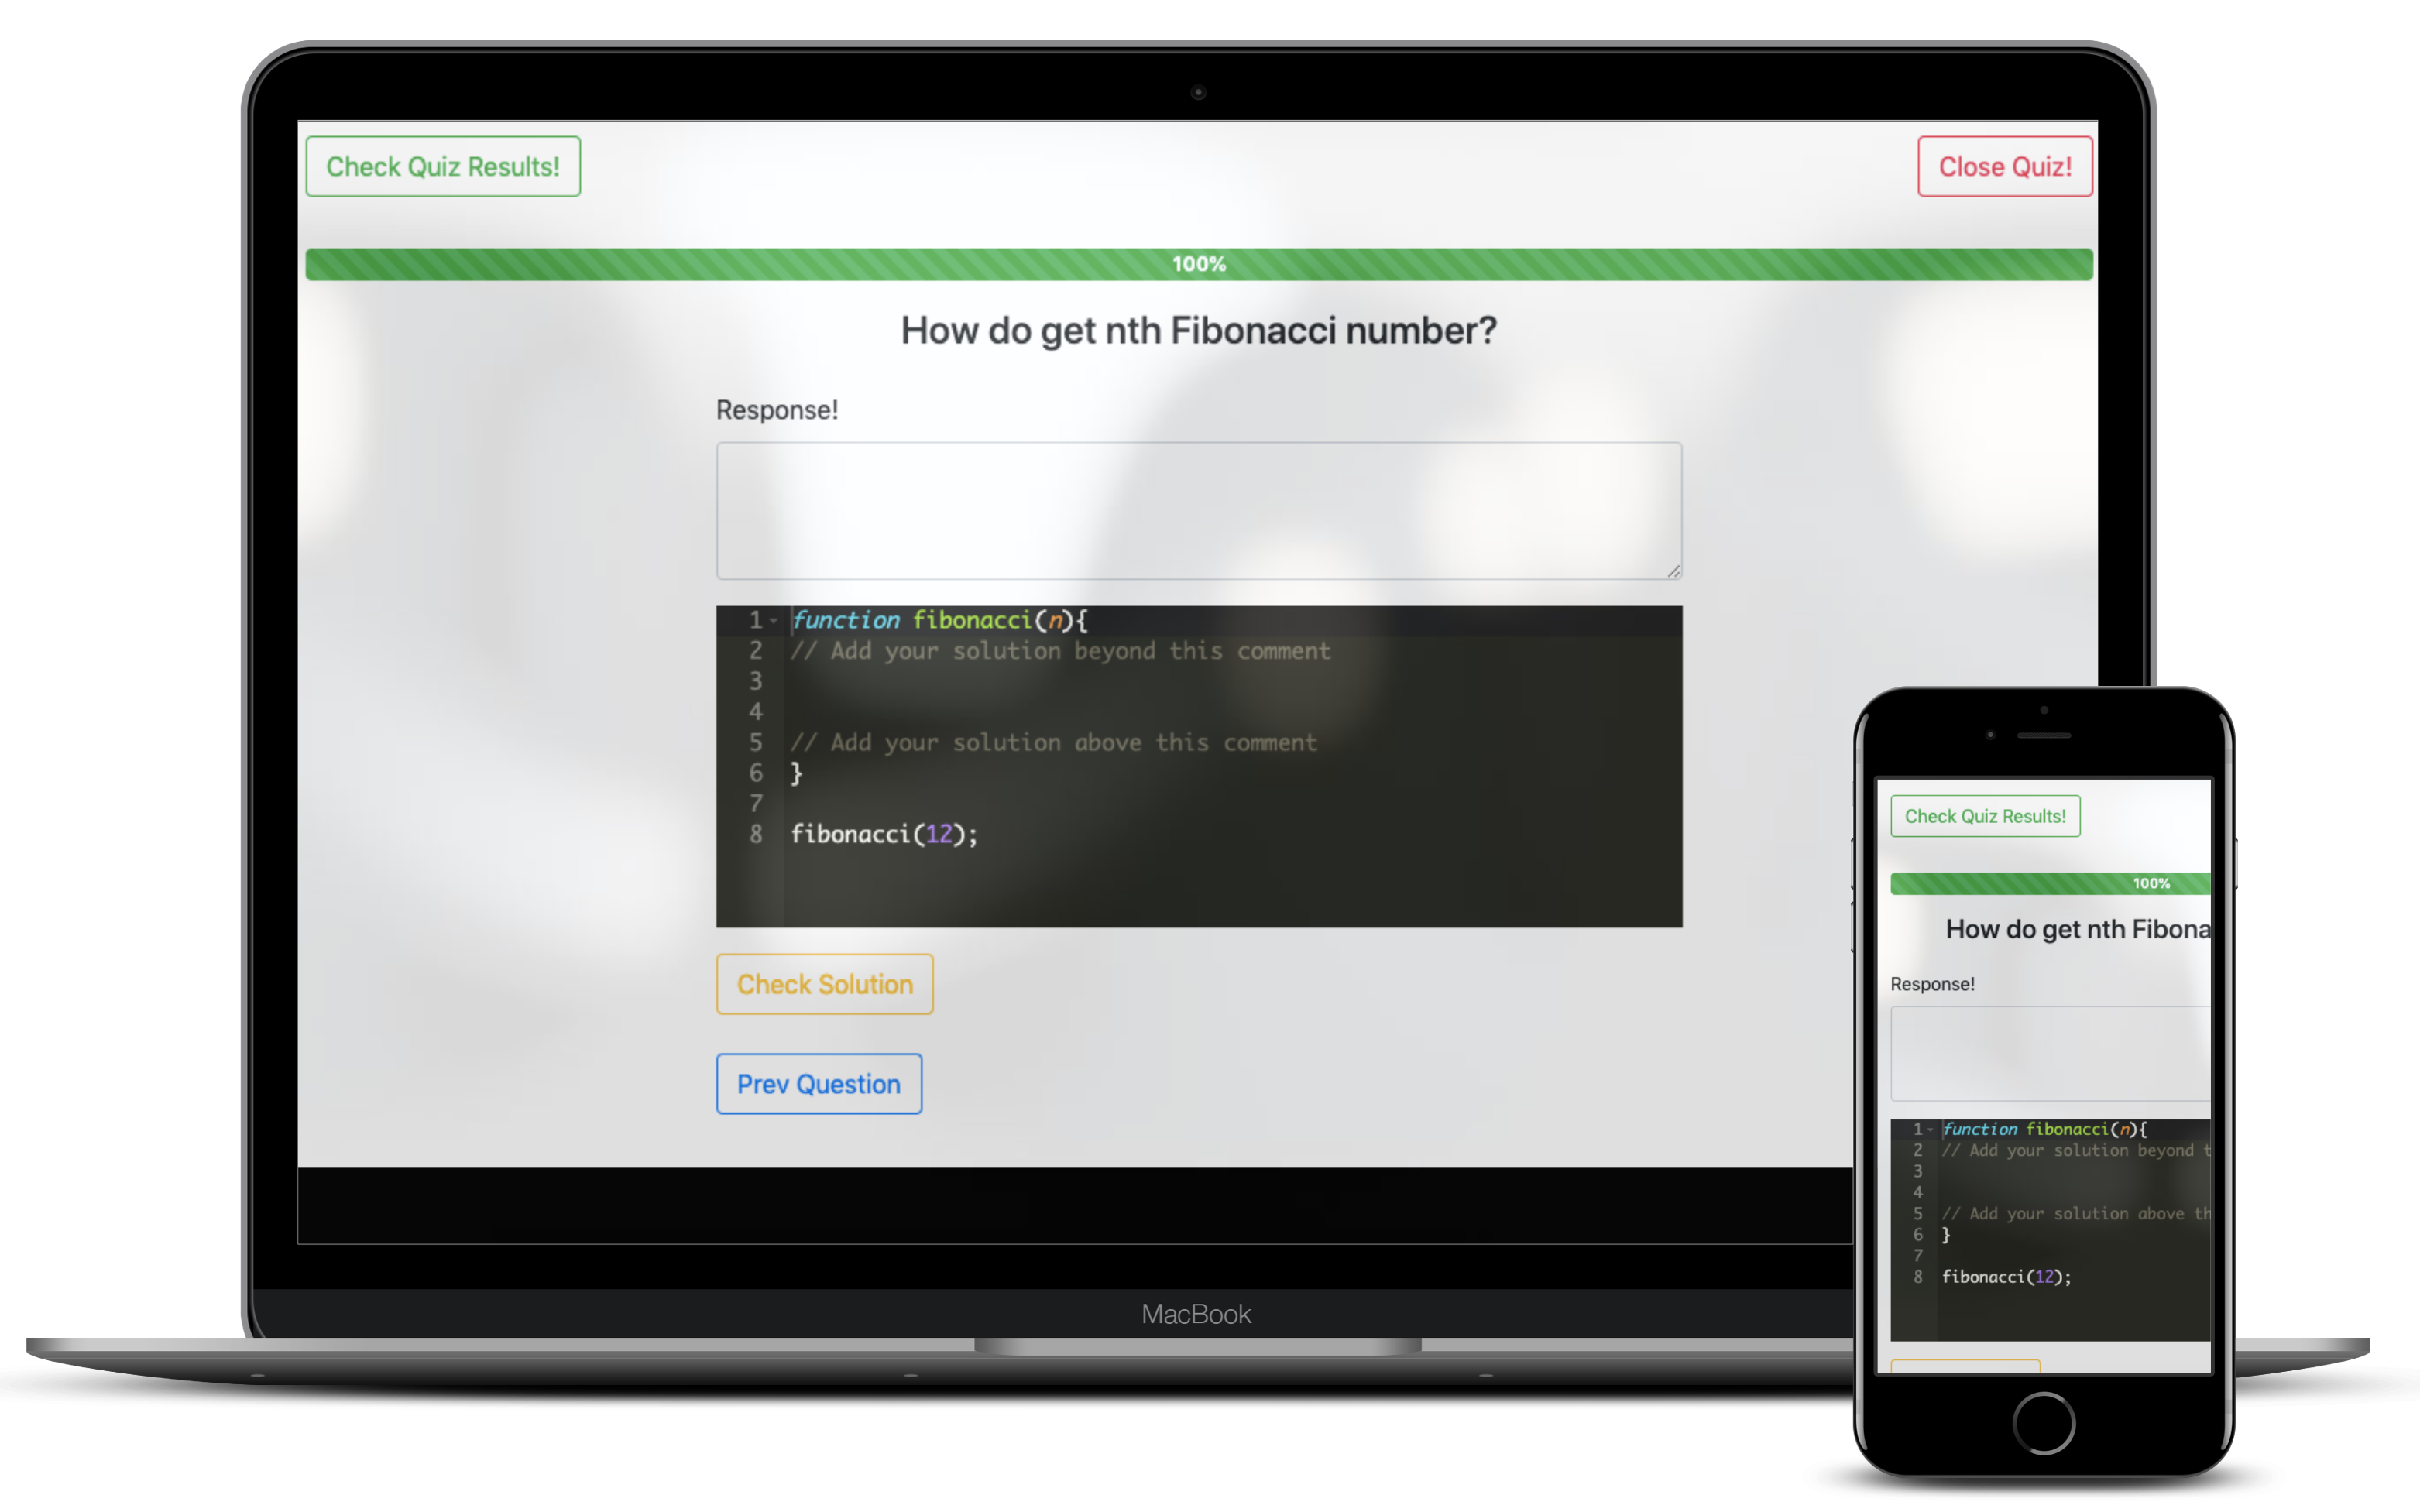 Check Quiz Results!
Close Quiz!
100%
How do get nth Fibonacci number?
Response!
1 function fibonacci(n){
2 // Add your solution beyond this comment
3
4
5 // Add your solution above this comment
6 }
7
8 fibonacci(12);
Check Solution
Prev Question
MacBook
Check Quiz Results!
100%
How do get nth Fibona
Response!
1 function fibonacci(n){
2 // Add your solution beyond t
3
4
5 // Add your solution above th
6 }
7
8 fibonacci(12);